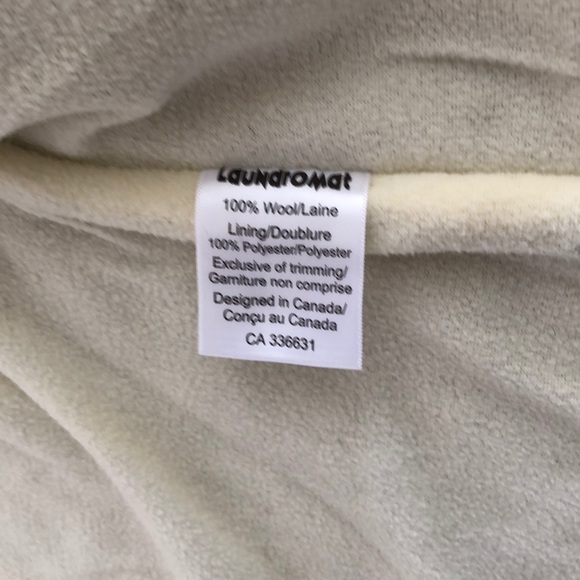 LaUNdroMat
100% Wool/Laine
Lining/Doublure
100% Polyester/Polyester
Exclusive of trimming/
Garniture non comprise
Designed in Canada/
Conçu au Canada
CA 336631